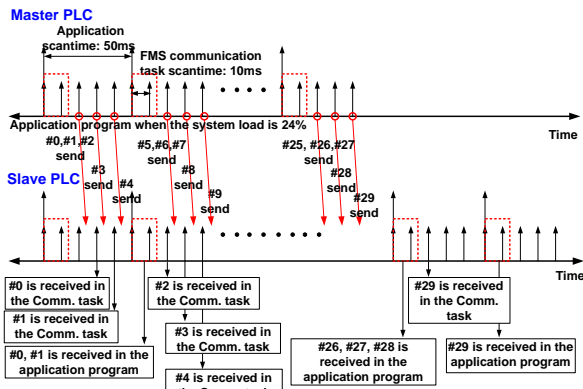 Master PLC
Application
scantime: 50ms
FMS communication
task scantime: 10ms
Application program when the system load is 24%
Time
#0,#1,#2
send
#3
send
#4
send
#5,#6,#7
send
#8
send
#9
send
#25, #26,#27
send
#28
send
#29
send
Slave PLC
Time
#0 is received in
the Comm. task
#1 is received in
the Comm. task
#0, #1 is received in the
application program
#2 is received in
the Comm. task
#3 is received in
the Comm. task
#4 is received in
#26, #27, #28 is
received in the
application program
#29 is received
in the Comm.
task
#29 is received in the
application program